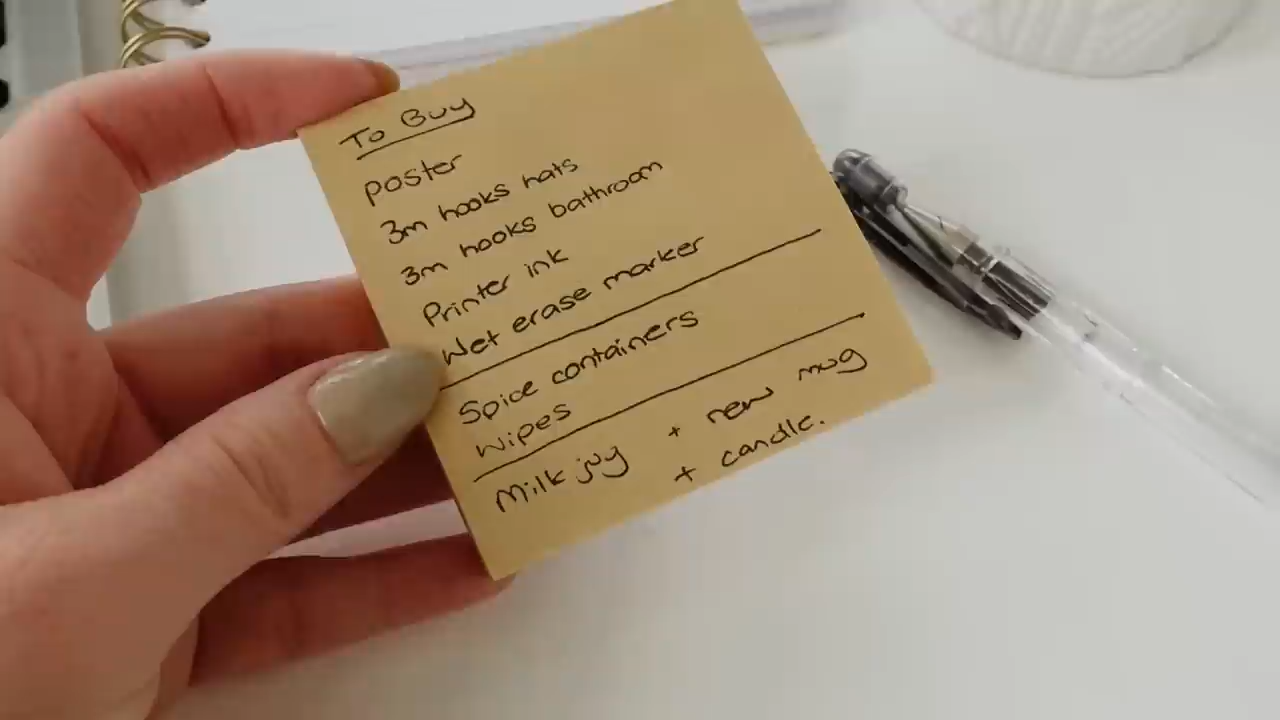 To Buy
poster
3m hooks hats
3m hooks bathroom
Printer ink
Wet erase marker
Spice containers
wipes
Milk jug + new mug
+ candle.